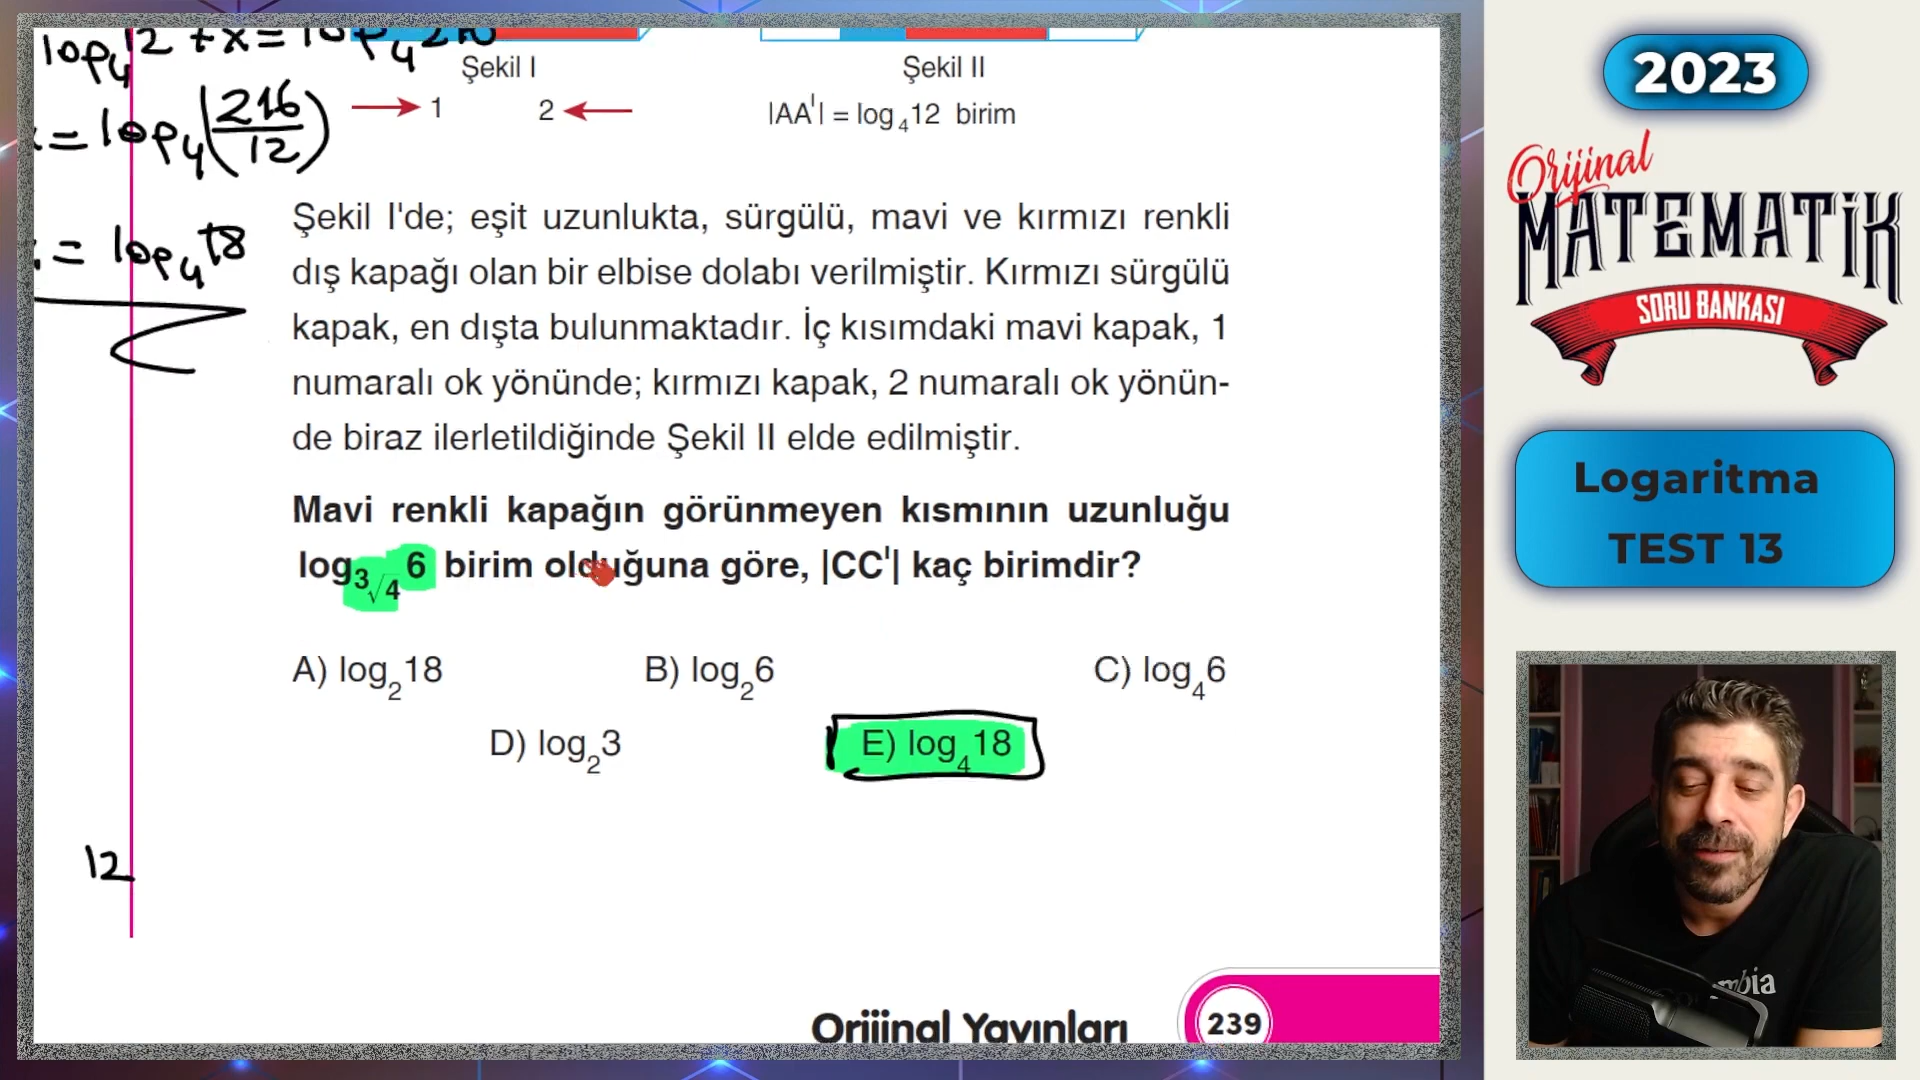 log₄12 + x = log₄216
Şekil I
Şekil II
1
2
|AA'| = log₄12 birim
= log₄(216/12)
= log₄18
Şekil I'de; eşit uzunlukta, sürgülü, mavi ve kırmızı renkli
dış kapağı olan bir elbise dolabı verilmiştir. Kırmızı sürgülü
kapak, en dışta bulunmaktadır. İç kısımdaki mavi kapak, 1
numaralı ok yönünde; kırmızı kapak, 2 numaralı ok yönün-
de biraz ilerletildiğinde Şekil II elde edilmiştir.
Mavi renkli kapağın görünmeyen kısmının uzunluğu
log ³√4 6 birim olduğuna göre, |CC'| kaç birimdir?
A) log₂18
B) log₂6
C) log₄6
D) log₂3
E) log₄18
12
Orijinal Yayınları
239
2023
Orijinal
MATEMATİK
SORU BANKASI
Logaritma
TEST 13